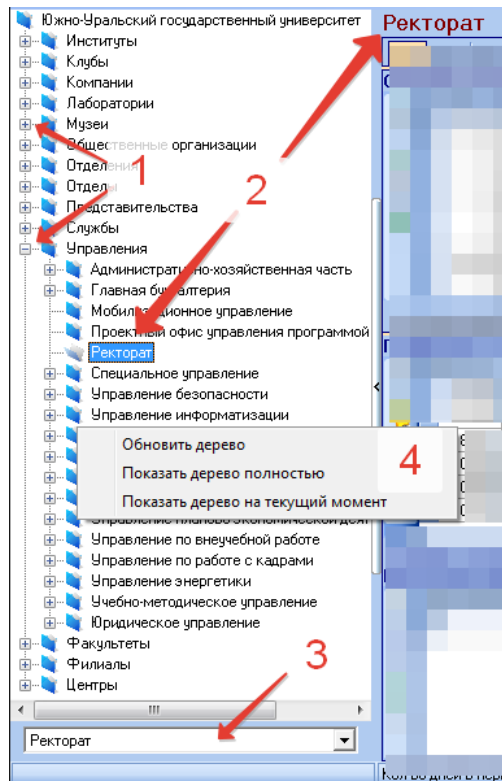 Южно-Уральский государственный университет
Ректорат
Институты
Клубы
Компании
Лаборатории
Музеи
Общественные организации
1
Отделения
2
Отделы
Представительства
Службы
Управления
Административно-хозяйственная часть
Главная бухгалтерия
Мобилизационное управление
Проектный офис управления программой
Ректорат
Специальное управление
Управление безопасности
Управление информатизации
Обновить дерево
4
Показать дерево полностью
Показать дерево на текущий момент
Управление по внеучебной работе
Управление по работе с кадрами
Управление энергетики
Учебно-методическое управление
Юридическое управление
Факультеты
Филиалы
3
Центры
Ректорат